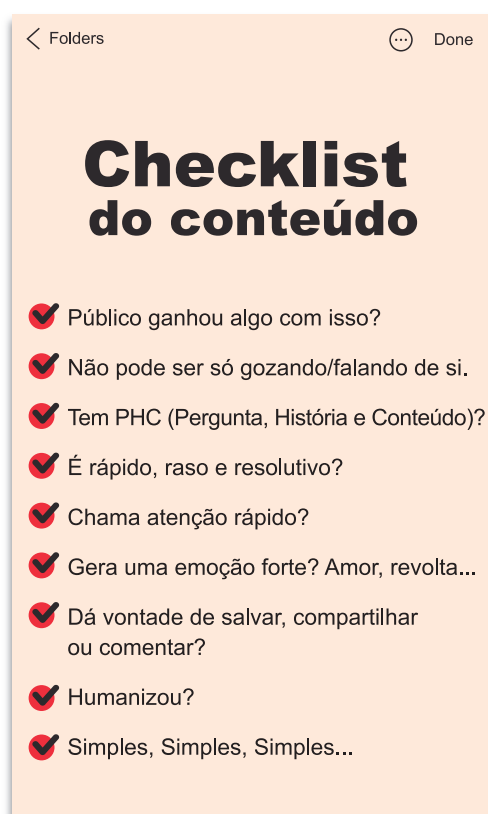 Folders
Done
Checklist
do conteúdo
Público ganhou algo com isso?
Não pode ser só gozando/falando de si.
Tem PHC (Pergunta, História e Conteúdo)?
É rápido, raso e resolutivo?
Chama atenção rápido?
Gera uma emoção forte? Amor, revolta...
Dá vontade de salvar, compartilhar
ou comentar?
Humanizou?
Simples, Simples, Simples...